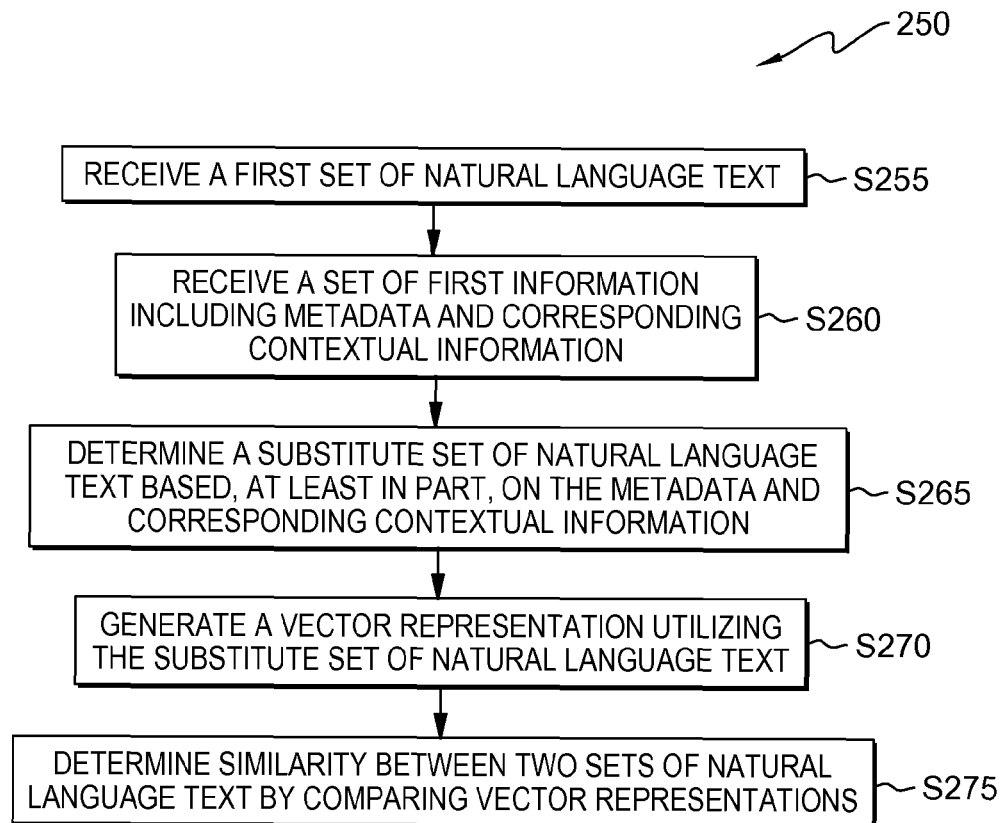 250
RECEIVE A FIRST SET OF NATURAL LANGUAGE TEXT
S255
RECEIVE A SET OF FIRST INFORMATION
INCLUDING METADATA AND CORRESPONDING
CONTEXTUAL INFORMATION
S260
DETERMINE A SUBSTITUTE SET OF NATURAL LANGUAGE
TEXT BASED, AT LEAST IN PART, ON THE METADATA AND
CORRESPONDING CONTEXTUAL INFORMATION
S265
GENERATE A VECTOR REPRESENTATION UTILIZING
THE SUBSTITUTE SET OF NATURAL LANGUAGE TEXT
S270
DETERMINE SIMILARITY BETWEEN TWO SETS OF NATURAL
LANGUAGE TEXT BY COMPARING VECTOR REPRESENTATIONS
S275